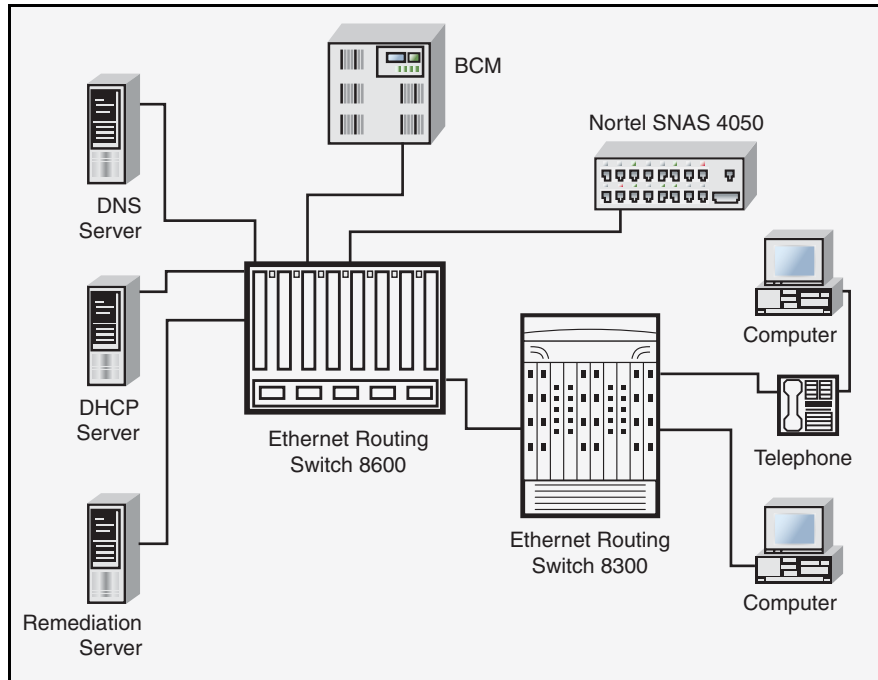 BCM
Nortel SNAS 4050
DNS
Server
DHCP
Server
Remediation
Server
Ethernet Routing
Switch 8600
Ethernet Routing
Switch 8300
Computer
Telephone
Computer